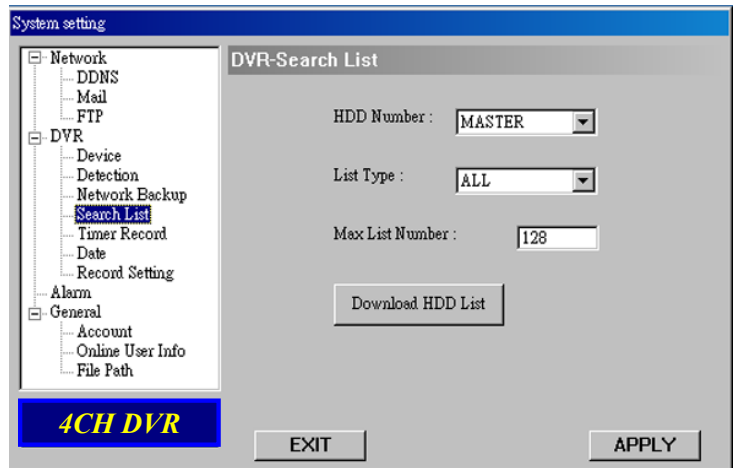 System setting
Network
DDNS
Mail
FTP
DVR
Device
Detection
Network Backup
Search List
Timer Record
Date
Record Setting
Alarm
General
Account
Online User Info
File Path
4CH DVR
DVR-Search List
HDD Number : MASTER
List Type : ALL
Max List Number : 128
Download HDD List
EXIT APPLY